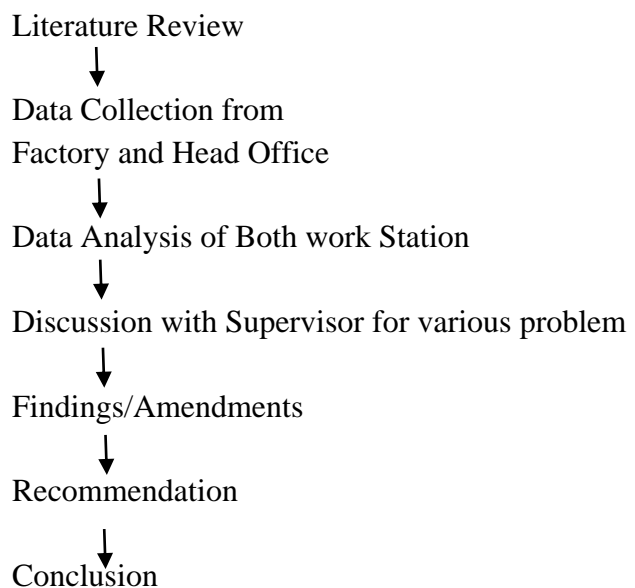 Literature Review
Data Collection from
Factory and Head Office
Data Analysis of Both work Station
Discussion with Supervisor for various problem
Findings/Amendments
Recommendation
Conclusion